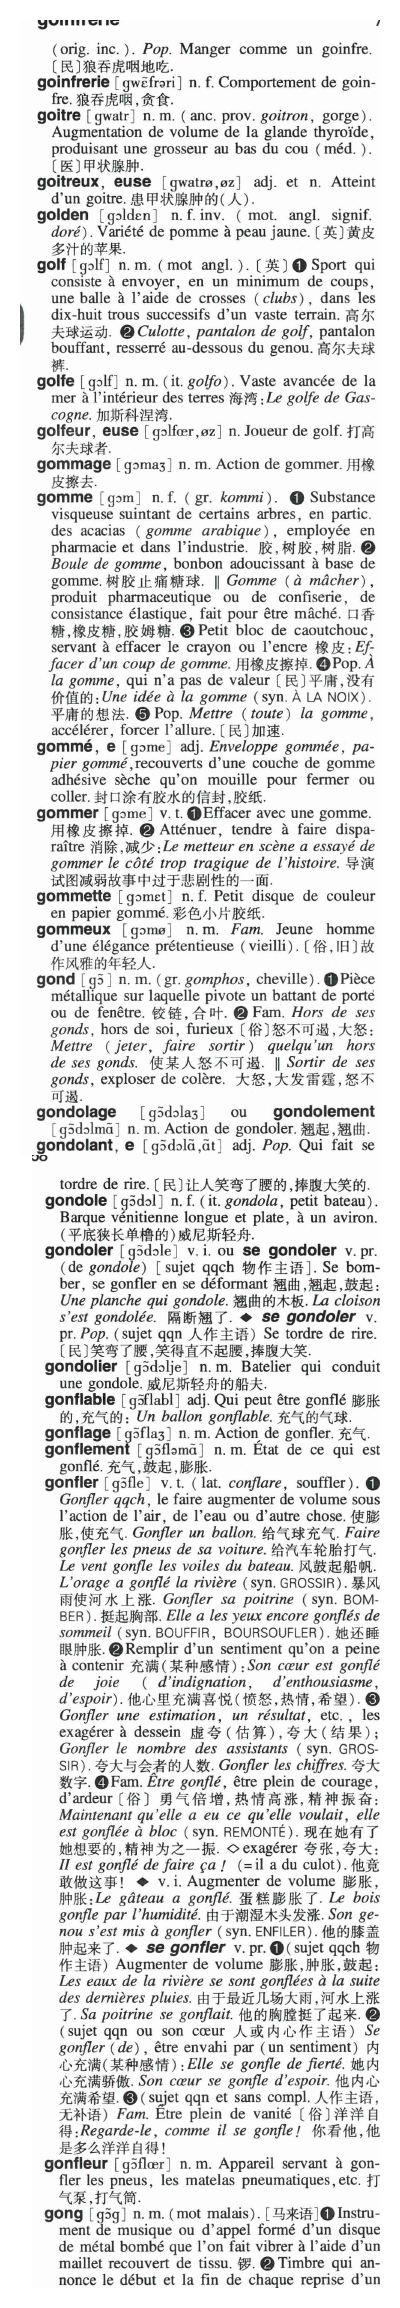 goinfrerie 7
(orig. inc.). Pop. Manger comme un goinfre.
〔民〕狼吞虎咽地吃.
goinfrerie [gwɛ̃frəri] n. f. Comportement de goin-
fre. 狼吞虎咽,贪食.
goitre [gwatr] n. m. (anc. prov. goitron, gorge).
Augmentation de volume de la glande thyroïde,
produisant une grosseur au bas du cou (méd.).
〔医〕甲状腺肿.
goitreux, euse [gwatrø,øz] adj. et n. Atteint
d'un goitre. 患甲状腺肿的(人).
golden [gɔldɛn] n. f. inv. (mot. angl. signif.
doré). Variété de pomme à peau jaune.〔英〕黄皮
多汁的苹果.
golf [gɔlf] n. m. (mot angl.).〔英〕❶ Sport qui
consiste à envoyer, en un minimum de coups,
une balle à l'aide de crosses (clubs), dans les
dix-huit trous successifs d'un vaste terrain. 高尔
夫球运动. ❷ Culotte, pantalon de golf, pantalon
bouffant, resserré au-dessous du genou. 高尔夫球
裤.
golfe [gɔlf] n. m. (it. golfo). Vaste avancée de la
mer à l'intérieur des terres 海湾:Le golfe de Gas-
cogne. 加斯科涅湾.
golfeur, euse [gɔlfœr,øz] n. Joueur de golf. 打高
尔夫球者.
gommage [gɔmaʒ] n. m. Action de gommer. 用橡
皮擦去.
gomme [gɔm] n. f. (gr. kommi). ❶ Substance
visqueuse suintant de certains arbres, en partic.
des acacias (gomme arabique), employée en
pharmacie et dans l'industrie. 胶,树胶,树脂. ❷
Boule de gomme, bonbon adoucissant à base de
gomme. 树胶止痛糖球. ‖ Gomme (à mâcher),
produit pharmaceutique ou de confiserie, de
consistance élastique, fait pour être mâché. 口香
糖,橡皮糖,胶姆糖. ❸ Petit bloc de caoutchouc,
servant à effacer le crayon ou l'encre 橡皮:Ef-
facer d'un coup de gomme. 用橡皮擦掉. ❹Pop. À
la gomme, qui n'a pas de valeur〔民〕平庸,没有
价值的:Une idée à la gomme (syn. À LA NOIX).
平庸的想法. ❺ Pop. Mettre (toute) la gomme,
accélérer, forcer l'allure.〔民〕加速.
gommé, e [gɔme] adj. Enveloppe gommée, pa-
pier gommé,recouverts d'une couche de gomme
adhésive sèche qu'on mouille pour fermer ou
coller. 封口涂有胶水的信封,胶纸.
gommer [gɔme] v. t. ❶Effacer avec une gomme.
用橡皮擦掉. ❷ Atténuer, tendre à faire dispa-
raître 消除,减少:Le metteur en scène a essayé de
gommer le côté trop tragique de l'histoire. 导演
试图减弱故事中过于悲剧性的一面.
gommette [gɔmɛt] n. f. Petit disque de couleur
en papier gommé. 彩色小片胶纸.
gommeux [gɔmø] n. m. Fam. Jeune homme
d'une élégance prétentieuse (vieilli).〔俗,旧〕故
作风雅的年轻人.
gond [gɔ̃] n. m. (gr. gomphos, cheville). ❶Pièce
métallique sur laquelle pivote un battant de porte
ou de fenêtre. 铰链,合叶. ❷ Fam. Hors de ses
gonds, hors de soi, furieux〔俗〕怒不可遏,大怒:
Mettre (jeter, faire sortir) quelqu'un hors
de ses gonds. 使某人怒不可遏. ‖ Sortir de ses
gonds, exploser de colère. 大怒,大发雷霆,怒不
可遏.
gondolage [gɔ̃dɔlaʒ] ou gondolement
[gɔ̃dɔlmɑ̃] n. m. Action de gondoler. 翘起,翘曲.
gondolant, e [gɔ̃dɔlɑ̃,ɑ̃t] adj. Pop. Qui fait se
tordre de rire.〔民〕让人笑弯了腰的,捧腹大笑的.
gondole [gɔ̃dɔl] n. f. (it. gondola, petit bateau).
Barque vénitienne longue et plate, à un aviron.
(平底狭长单橹的)威尼斯轻舟.
gondoler [gɔ̃dɔle] v. i. ou se gondoler v. pr.
(de gondole) [sujet qqch 物作主语]. Se bom-
ber, se gonfler en se déformant 翘曲,翘起,鼓起:
Une planche qui gondole. 翘曲的木板. La cloison
s'est gondolée. 隔断翘了. ◆ se gondoler v.
pr. Pop. (sujet qqn 人作主语) Se tordre de rire.
〔民〕笑弯了腰,笑得直不起腰,捧腹大笑.
gondolier [gɔ̃dɔlje] n. m. Batelier qui conduit
une gondole. 威尼斯轻舟的船夫.
gonflable [gɔ̃flabl] adj. Qui peut être gonflé 膨胀
的,充气的: Un ballon gonflable. 充气的气球.
gonflage [gɔ̃flaʒ] n. m. Action de gonfler. 充气.
gonflement [gɔ̃fləmɑ̃] n. m. État de ce qui est
gonflé. 充气,鼓起,膨胀.
gonfler [gɔ̃fle] v. t. (lat. conflare, souffler). ❶
Gonfler qqch, le faire augmenter de volume sous
l'action de l'air, de l'eau ou d'autre chose. 使膨
胀,使充气. Gonfler un ballon. 给气球充气. Faire
gonfler les pneus de sa voiture. 给汽车轮胎打气.
Le vent gonfle les voiles du bateau. 风鼓起船帆.
L'orage a gonflé la rivière (syn. GROSSIR). 暴风
雨使河水上涨. Gonfler sa poitrine (syn. BOM-
BER). 挺起胸部. Elle a les yeux encore gonflés de
sommeil (syn. BOUFFIR, BOURSOUFLER). 她还睡
眼肿胀. ❷Remplir d'un sentiment qu'on a peine
à contenir 充满(某种感情):Son cœur est gonflé
de joie (d'indignation, d'enthousiasme,
d'espoir). 他心里充满喜悦(愤怒,热情,希望). ❸
Gonfler une estimation, un résultat, etc., les
exagérer à dessein 虚夸(估算),夸大(结果);
Gonfler le nombre des assistants (syn. GROS-
SIR). 夸大与会者的人数. Gonfler les chiffres. 夸大
数字. ❹Fam. Être gonflé, être plein de courage,
d'ardeur〔俗〕勇气倍增,热情高涨,精神振奋:
Maintenant qu'elle a eu ce qu'elle voulait, elle
est gonflée à bloc (syn. REMONTÉ). 现在她有了
她想要的,精神为之一振. ◇exagérer 夸张,夸大:
Il est gonflé de faire ça ! (= il a du culot). 他竟
敢做这事! ◆ v. i. Augmenter de volume 膨胀,
肿胀:Le gâteau a gonflé. 蛋糕膨胀了. Le bois
gonfle par l'humidité. 由于潮湿木头发涨. Son ge-
nou s'est mis à gonfler (syn. ENFILER). 他的膝盖
肿起来了. ◆ se gonfler v. pr. ❶(sujet qqch 物
作主语) Augmenter de volume 膨胀,肿胀,鼓起:
Les eaux de la rivière se sont gonflées à la suite
des dernières pluies. 由于最近几场大雨,河水上涨
了. Sa poitrine se gonflait. 他的胸膛挺了起来. ❷
(sujet qqn ou son cœur 人或内心作主语) Se
gonfler (de), être envahi par (un sentiment) 内
心充满(某种感情):Elle se gonfle de fierté. 她内
心充满骄傲. Son cœur se gonfle d'espoir. 他内心
充满希望. ❸(sujet qqn et sans compl. 人作主语,
无补语) Fam. Être plein de vanité〔俗〕洋洋自
得:Regarde-le, comme il se gonfle! 你看他,他
是多么洋洋自得!
gonfleur [gɔ̃flœr] n. m. Appareil servant à gon-
fler les pneus, les matelas pneumatiques,etc. 打
气泵,打气筒.
gong [gɔ̃g] n. m. (mot malais). [马来语]❶Instru-
ment de musique ou d'appel formé d'un disque
de métal bombé que l'on fait vibrer à l'aide d'un
maillet recouvert de tissu. 锣. ❷ Timbre qui an-
nonce le début et la fin de chaque reprise d'un